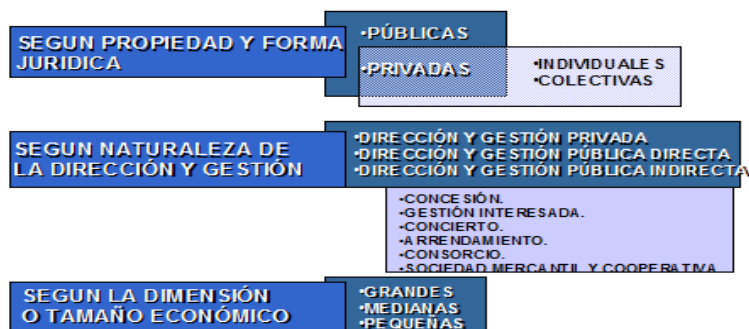 SEGUN PROPIEDAD Y FORMA
JURIDICA
•PÚBLICAS
•PRIVADAS
•INDIVIDUALES
•COLECTIVAS
SEGUN NATURALEZA DE
LA DIRECCIÓN Y GESTIÓN
•DIRECCIÓN Y GESTIÓN PRIVADA
•DIRECCIÓN Y GESTIÓN PÚBLICA DIRECTA
•DIRECCIÓN Y GESTIÓN PÚBLICA INDIRECTA
•CONCESIÓN.
•GESTIÓN INTERESADA.
•CONCIERTO.
•ARRENDAMIENTO.
•CONSORCIO.
•SOCIEDAD MERCANTIL Y COOPERATIVA
SEGUN LA DIMENSIÓN
O TAMAÑO ECONÓMICO
•GRANDES
•MEDIANAS
•PEQUEÑAS